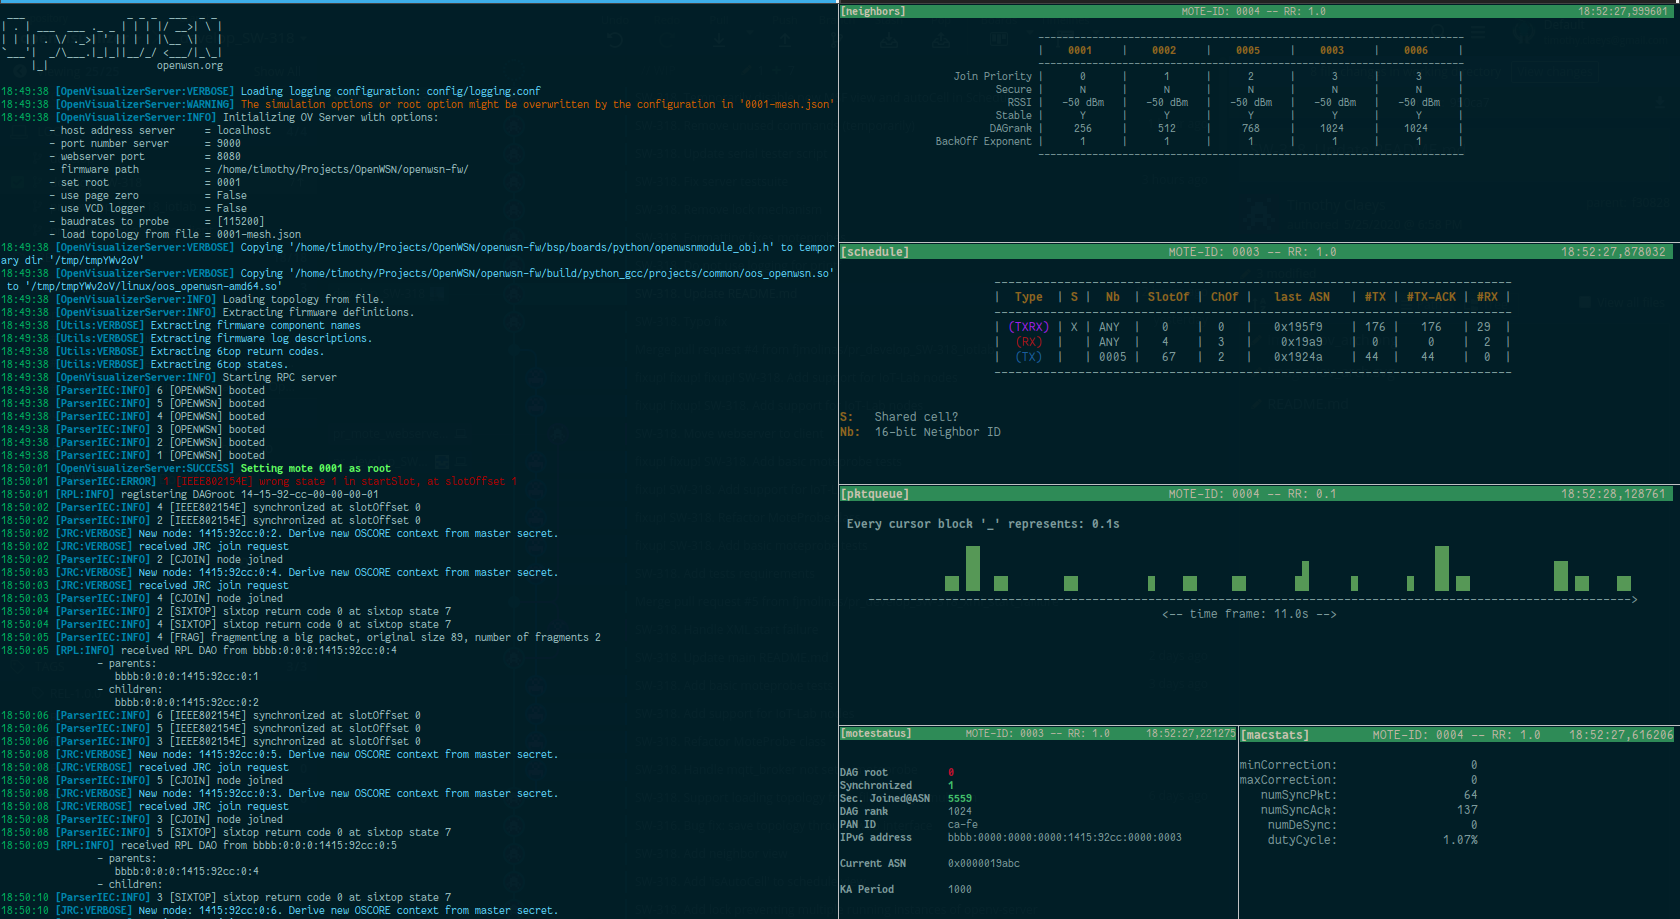 openwsn.org
18:49:38 [OpenVisualizerServer:VERBOSE] Loading logging configuration: config/logging.conf
18:49:38 [OpenVisualizerServer:WARNING] The simulation options or root option might be overwritten by the configuration in '0001-mesh.json'
18:49:38 [OpenVisualizerServer:INFO] Initializing OV Server with options:
- host address server = localhost
- port number server = 9000
- webserver port = 8080
- firmware path = /home/timothy/Projects/OpenWSN/openwsn-fw/
- set root = 0001
- use page zero = False
- use VCD logger = False
- baudrates to probe = [115200]
- load topology from file = 0001-mesh.json
18:49:38 [OpenVisualizerServer:VERBOSE] Copying '/home/timothy/Projects/OpenWSN/openwsn-fw/bsp/boards/python/openwsnmodule_obj.h' to tempor
ary dir '/tmp/tmpYWv2oV'
18:49:38 [OpenVisualizerServer:VERBOSE] Copying '/home/timothy/Projects/OpenWSN/openwsn-fw/build/python_gcc/projects/common/oos_openwsn.so'
to '/tmp/tmpYWv2oV/linux/oos_openwsn-amd64.so'
18:49:38 [OpenVisualizerServer:INFO] Loading topology from file.
18:49:38 [OpenVisualizerServer:INFO] Extracting firmware definitions.
18:49:38 [Utils:VERBOSE] Extracting firmware component names
18:49:38 [Utils:VERBOSE] Extracting firmware log descriptions.
18:49:38 [Utils:VERBOSE] Extracting 6top return codes.
18:49:38 [Utils:VERBOSE] Extracting 6top states.
18:49:38 [OpenVisualizerServer:INFO] Starting RPC server
18:49:38 [ParserIEC:INFO] 6 [OPENWSN] booted
18:49:38 [ParserIEC:INFO] 5 [OPENWSN] booted
18:49:38 [ParserIEC:INFO] 4 [OPENWSN] booted
18:49:38 [ParserIEC:INFO] 3 [OPENWSN] booted
18:49:38 [ParserIEC:INFO] 2 [OPENWSN] booted
18:49:38 [ParserIEC:INFO] 1 [OPENWSN] booted
18:50:01 [OpenVisualizerServer:SUCCESS] Setting mote 0001 as root
18:50:01 [ParserIEC:ERROR] 1 [IEEE802154E] wrong state 1 in startSlot, at slotOffset 1
18:50:01 [RPL:INFO] registering DAGroot 14-15-92-cc-00-00-00-01
18:50:02 [ParserIEC:INFO] 4 [IEEE802154E] synchronized at slotOffset 0
18:50:02 [ParserIEC:INFO] 2 [IEEE802154E] synchronized at slotOffset 0
18:50:02 [JRC:VERBOSE] New node: 1415:92cc:0:2. Derive new OSCORE context from master secret.
18:50:02 [JRC:VERBOSE] received JRC join request
18:50:02 [ParserIEC:INFO] 2 [CJOIN] node joined
18:50:03 [JRC:VERBOSE] New node: 1415:92cc:0:4. Derive new OSCORE context from master secret.
18:50:03 [JRC:VERBOSE] received JRC join request
18:50:03 [ParserIEC:INFO] 4 [CJOIN] node joined
18:50:04 [ParserIEC:INFO] 2 [SIXTOP] sixtop return code 0 at sixtop state 7
18:50:04 [ParserIEC:INFO] 4 [SIXTOP] sixtop return code 0 at sixtop state 7
18:50:05 [ParserIEC:INFO] 4 [FRAG] fragmenting a big packet, original size 89, number of fragments 2
18:50:05 [RPL:INFO] received RPL DAO from bbbb:0:0:0:1415:92cc:0:4
- parents:
bbbb:0:0:0:1415:92cc:0:1
- children:
bbbb:0:0:0:1415:92cc:0:2
18:50:06 [ParserIEC:INFO] 6 [IEEE802154E] synchronized at slotOffset 0
18:50:06 [ParserIEC:INFO] 5 [IEEE802154E] synchronized at slotOffset 0
18:50:06 [ParserIEC:INFO] 3 [IEEE802154E] synchronized at slotOffset 0
18:50:08 [JRC:VERBOSE] New node: 1415:92cc:0:5. Derive new OSCORE context from master secret.
18:50:08 [JRC:VERBOSE] received JRC join request
18:50:08 [ParserIEC:INFO] 5 [CJOIN] node joined
18:50:08 [JRC:VERBOSE] New node: 1415:92cc:0:3. Derive new OSCORE context from master secret.
18:50:08 [JRC:VERBOSE] received JRC join request
18:50:08 [ParserIEC:INFO] 3 [CJOIN] node joined
18:50:08 [ParserIEC:INFO] 5 [SIXTOP] sixtop return code 0 at sixtop state 7
18:50:09 [RPL:INFO] received RPL DAO from bbbb:0:0:0:1415:92cc:0:5
- parents:
bbbb:0:0:0:1415:92cc:0:4
- children:
18:50:10 [ParserIEC:INFO] 3 [SIXTOP] sixtop return code 0 at sixtop state 7
18:50:10 [JRC:VERBOSE] New node: 1415:92cc:0:6. Derive new OSCORE context from master secret.
[neighbors] MOTE-ID: 0004 -- RR: 1.0 18:52:27,999601
| 0001 | 0002 | 0005 | 0003 | 0006 |
Join Priority | 0 | 1 | 2 | 3 | 3 |
Secure | N | N | N | N | N |
RSSI | -50 dBm | -50 dBm | -50 dBm | -50 dBm | -50 dBm |
Stable | Y | Y | Y | Y | Y |
DAGrank | 256 | 512 | 768 | 1024 | 1024 |
BackOff Exponent | 1 | 1 | 1 | 1 | 1 |
[schedule] MOTE-ID: 0003 -- RR: 1.0 18:52:27,878032
| Type | S | Nb | SlotOf | ChOf | last ASN | #TX | #TX-ACK | #RX |
| (TXRX) | X | ANY | 0 | 0 | 0x195f9 | 176 | 176 | 29 |
| (RX) | | ANY | 4 | 3 | 0x19a9 | 0 | 0 | 2 |
| (TX) | | 0005 | 67 | 2 | 0x1924a | 44 | 44 | 0 |
S: Shared cell?
Nb: 16-bit Neighbor ID
[pktqueue] MOTE-ID: 0004 -- RR: 0.1 18:52:28,128761
Every cursor block '_' represents: 0.1s
<-- time frame: 11.0s -->
[motestatus] MOTE-ID: 0003 -- RR: 1.0 18:52:27,221275
DAG root 0
Synchronized 1
Sec. Joined@ASN 5559
DAG rank 1024
PAN ID ca-fe
IPv6 address bbbb:0000:0000:0000:1415:92cc:0000:0003
Current ASN 0x0000019abc
KA Period 1000
[macstats] MOTE-ID: 0004 -- RR: 1.0 18:52:27,616206
minCorrection: 0
maxCorrection: 0
numSyncPkt: 64
numSyncAck: 137
numDeSync: 0
dutyCycle: 1.07%